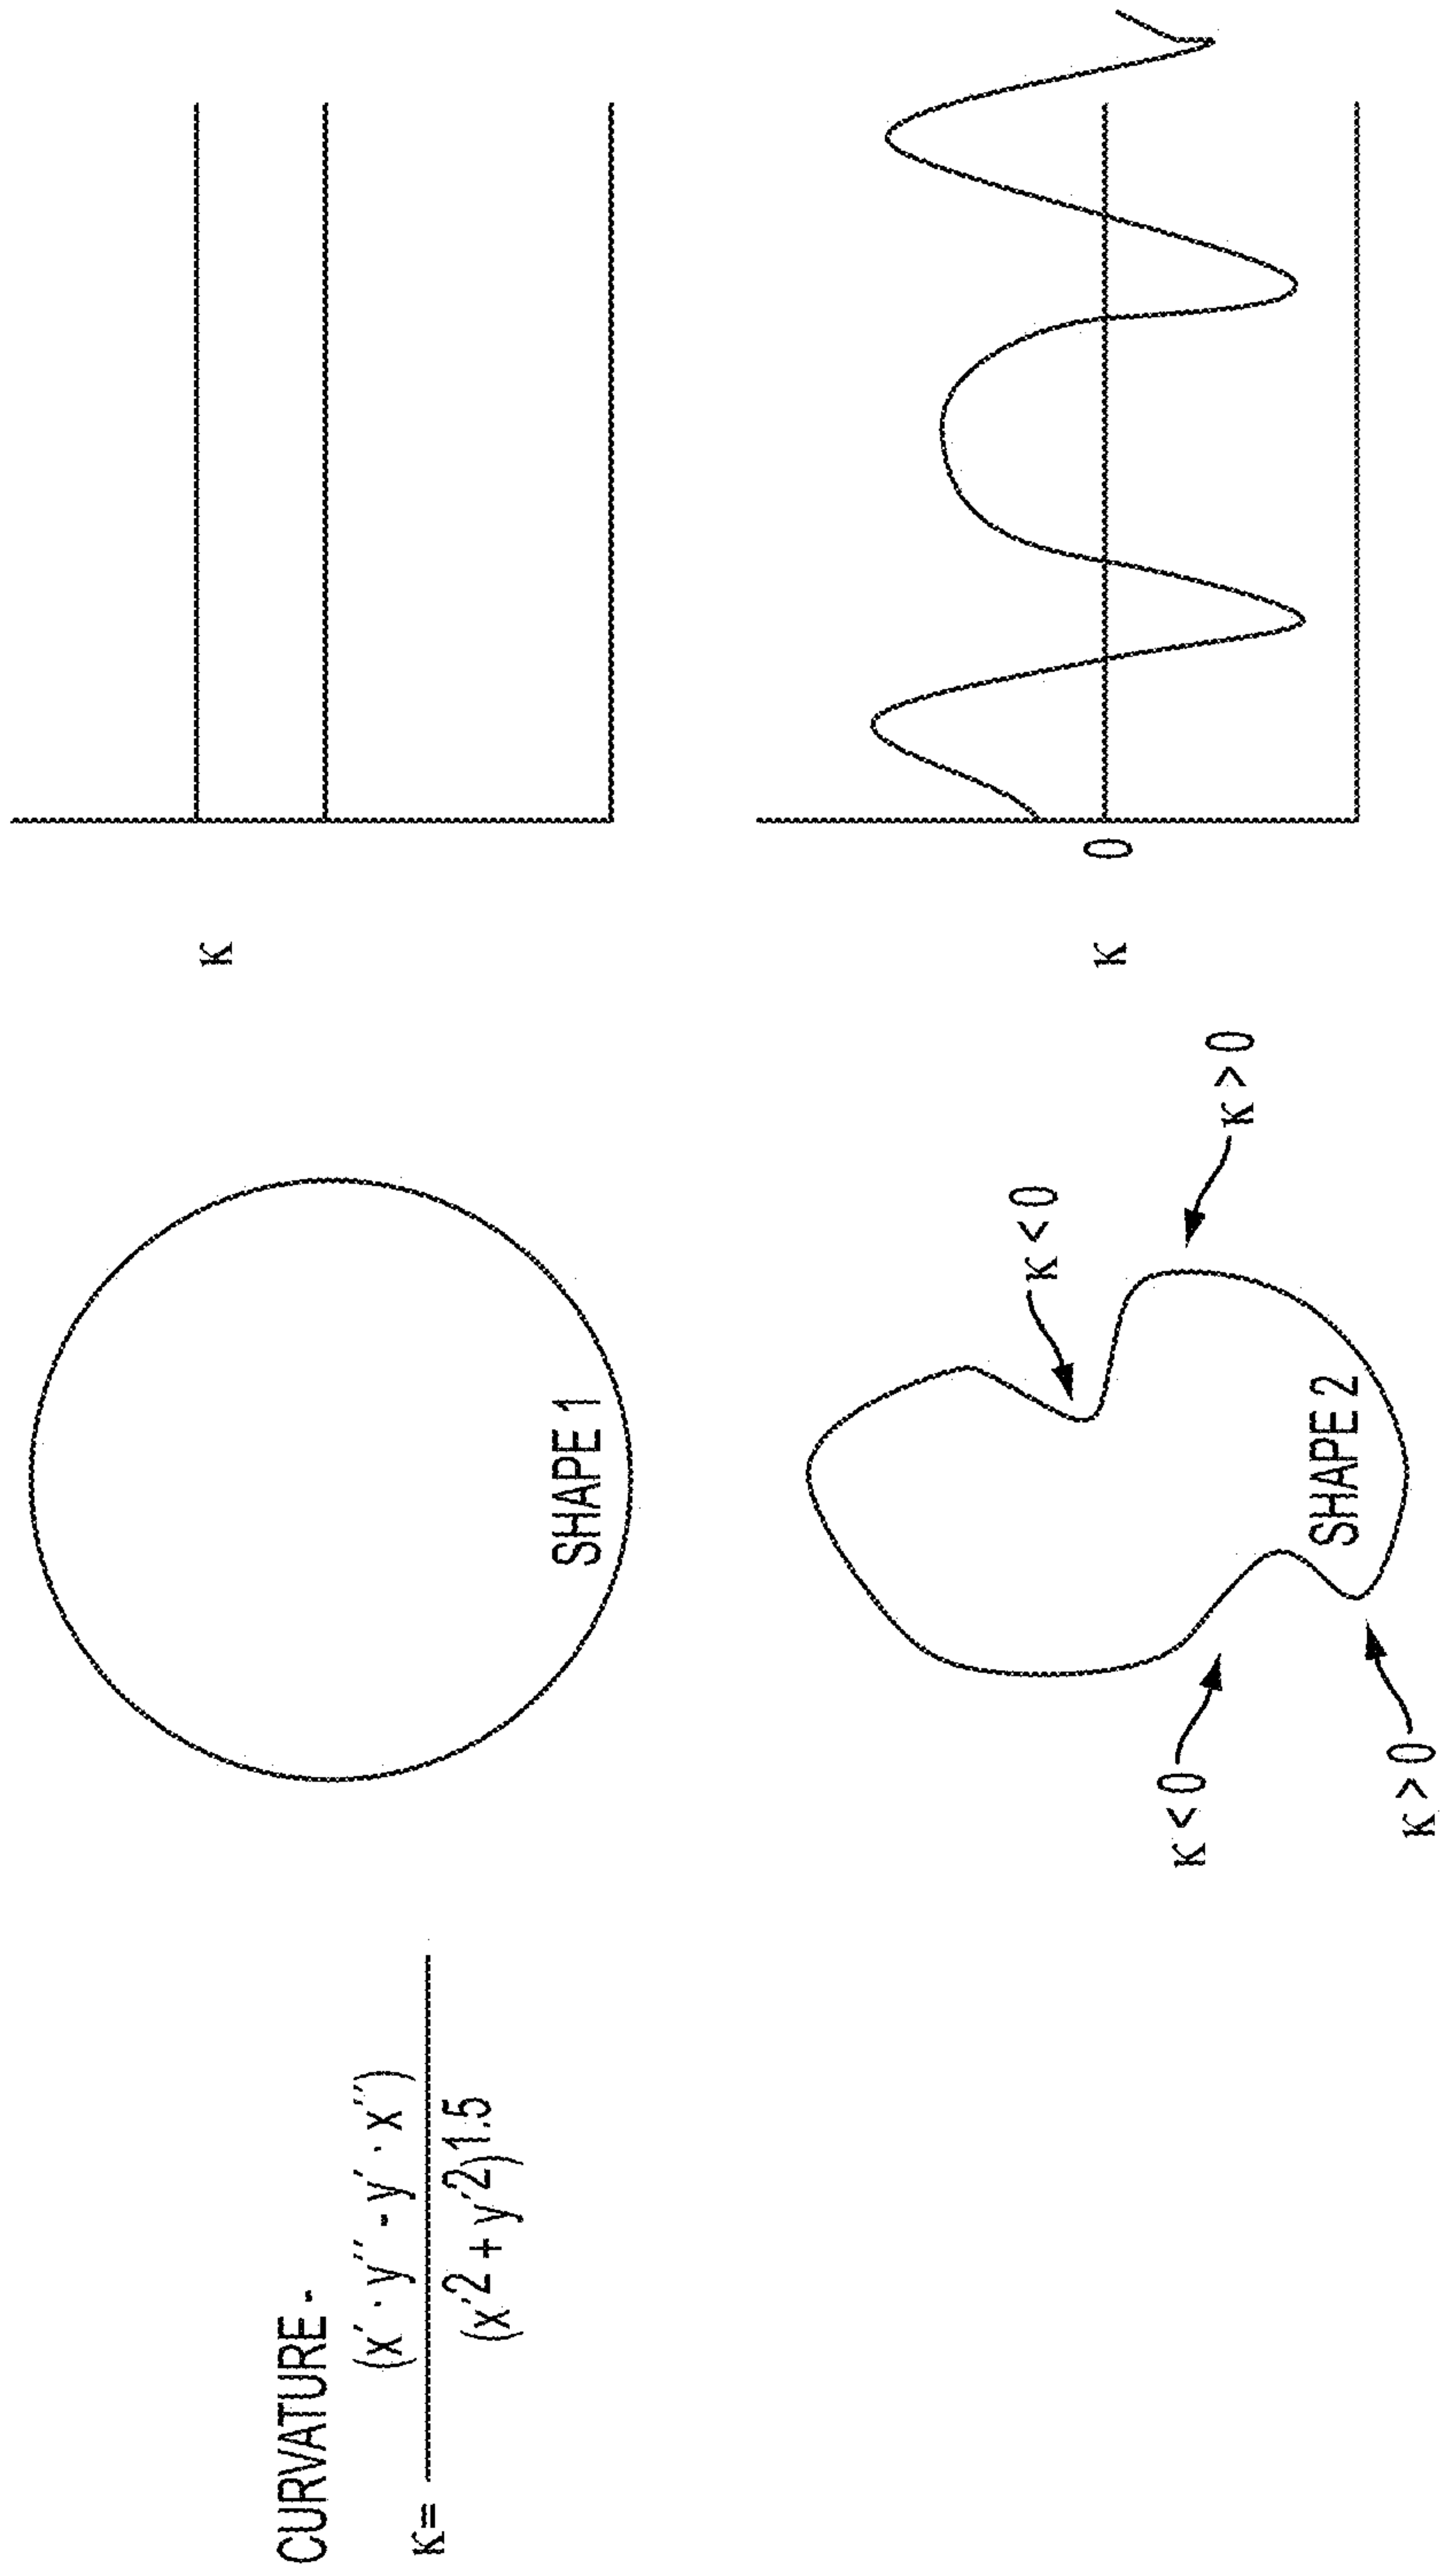 CURVATURE -
κ= (x′ · y′′ - y′ · x′′)
(x′2 + y′2)1.5
SHAPE 1
κ
κ < 0
κ > 0
SHAPE 2
κ < 0
κ > 0
κ
0